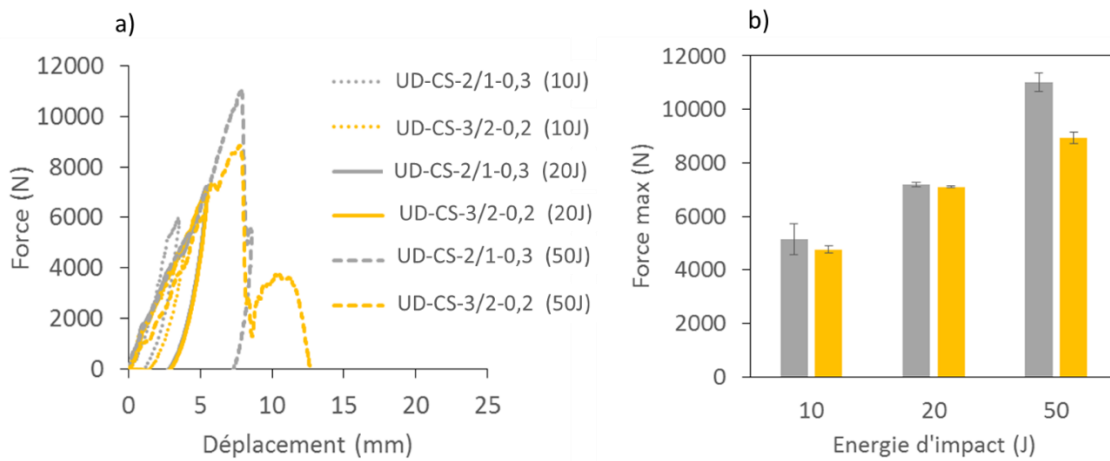 a)
12000
10000
8000
6000
4000
2000
0
Force (N)
0 5 10 15 20 25
Déplacement (mm)
UD-CS-2/1-0,3 (10J)
UD-CS-3/2-0,2 (10J)
UD-CS-2/1-0,3 (20J)
UD-CS-3/2-0,2 (20J)
UD-CS-2/1-0,3 (50J)
UD-CS-3/2-0,2 (50J)
b)
12000
10000
8000
6000
4000
2000
0
Force max (N)
10 20 50
Energie d'impact (J)